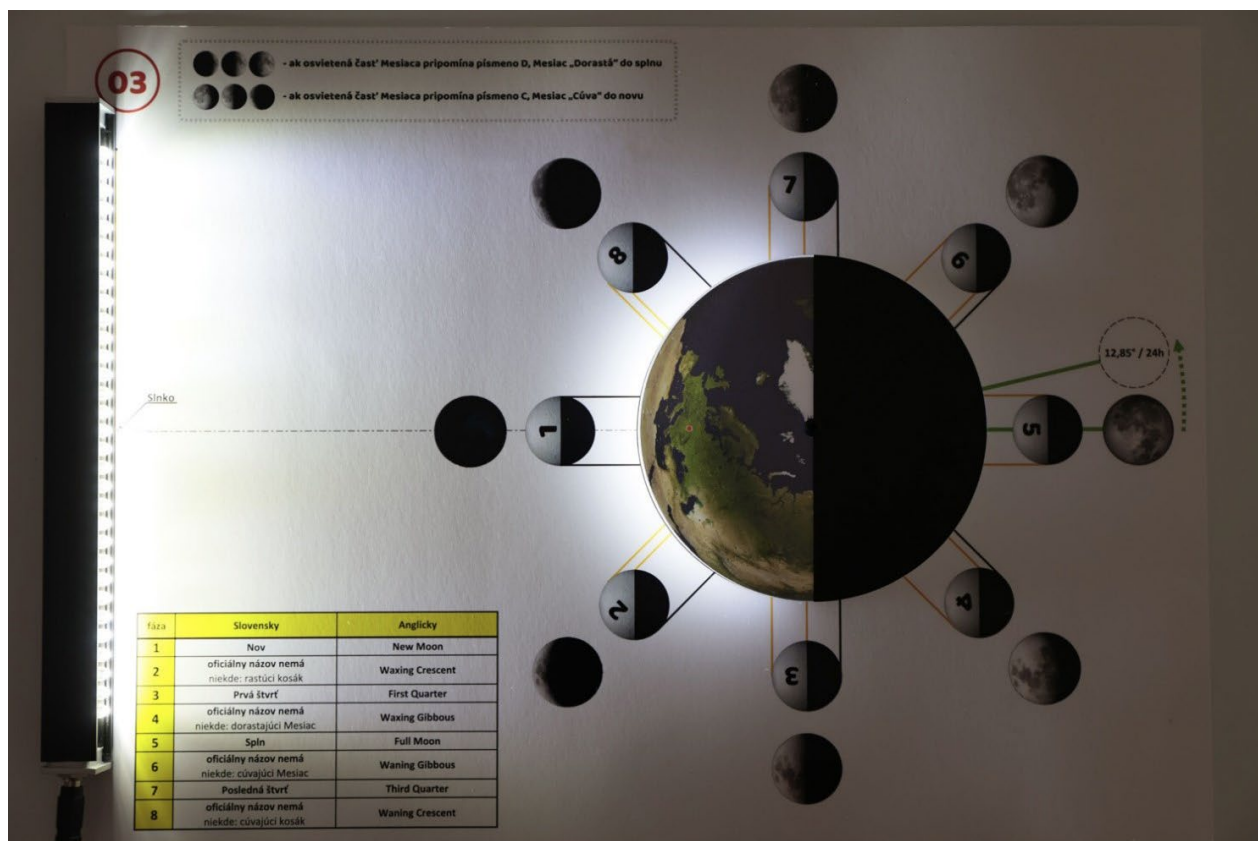 03
- ak osvietená časť Mesiaca pripomína písmeno D, Mesiac „Dorastá" do splnu
- ak osvietená časť Mesiaca pripomína písmeno C, Mesiac „Cúva" do novu
7
8
6
12,85° / 24h
Slnko
1
5
2
4
3
fáza Slovensky Anglicky
1 Nov New Moon
2 oficiálny názov nemá Waxing Crescent
niekde: rastúci kosák
3 Prvá štvrť First Quarter
4 oficiálny názov nemá Waxing Gibbous
niekde: dorastajúci Mesiac
5 Spln Full Moon
6 oficiálny názov nemá Waning Gibbous
niekde: cúvajúci Mesiac
7 Posledná štvrť Third Quarter
8 oficiálny názov nemá Waning Crescent
niekde: cúvajúci kosák